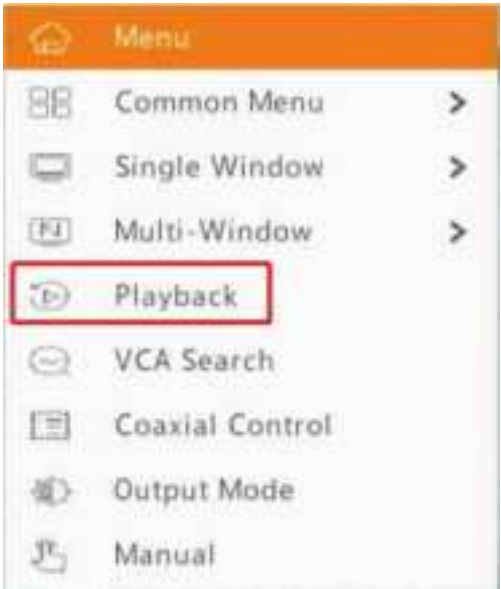 Menu
Common Menu
Single Window
Multi-Window
Playback
VCA Search
Coaxial Control
Output Mode
Manual